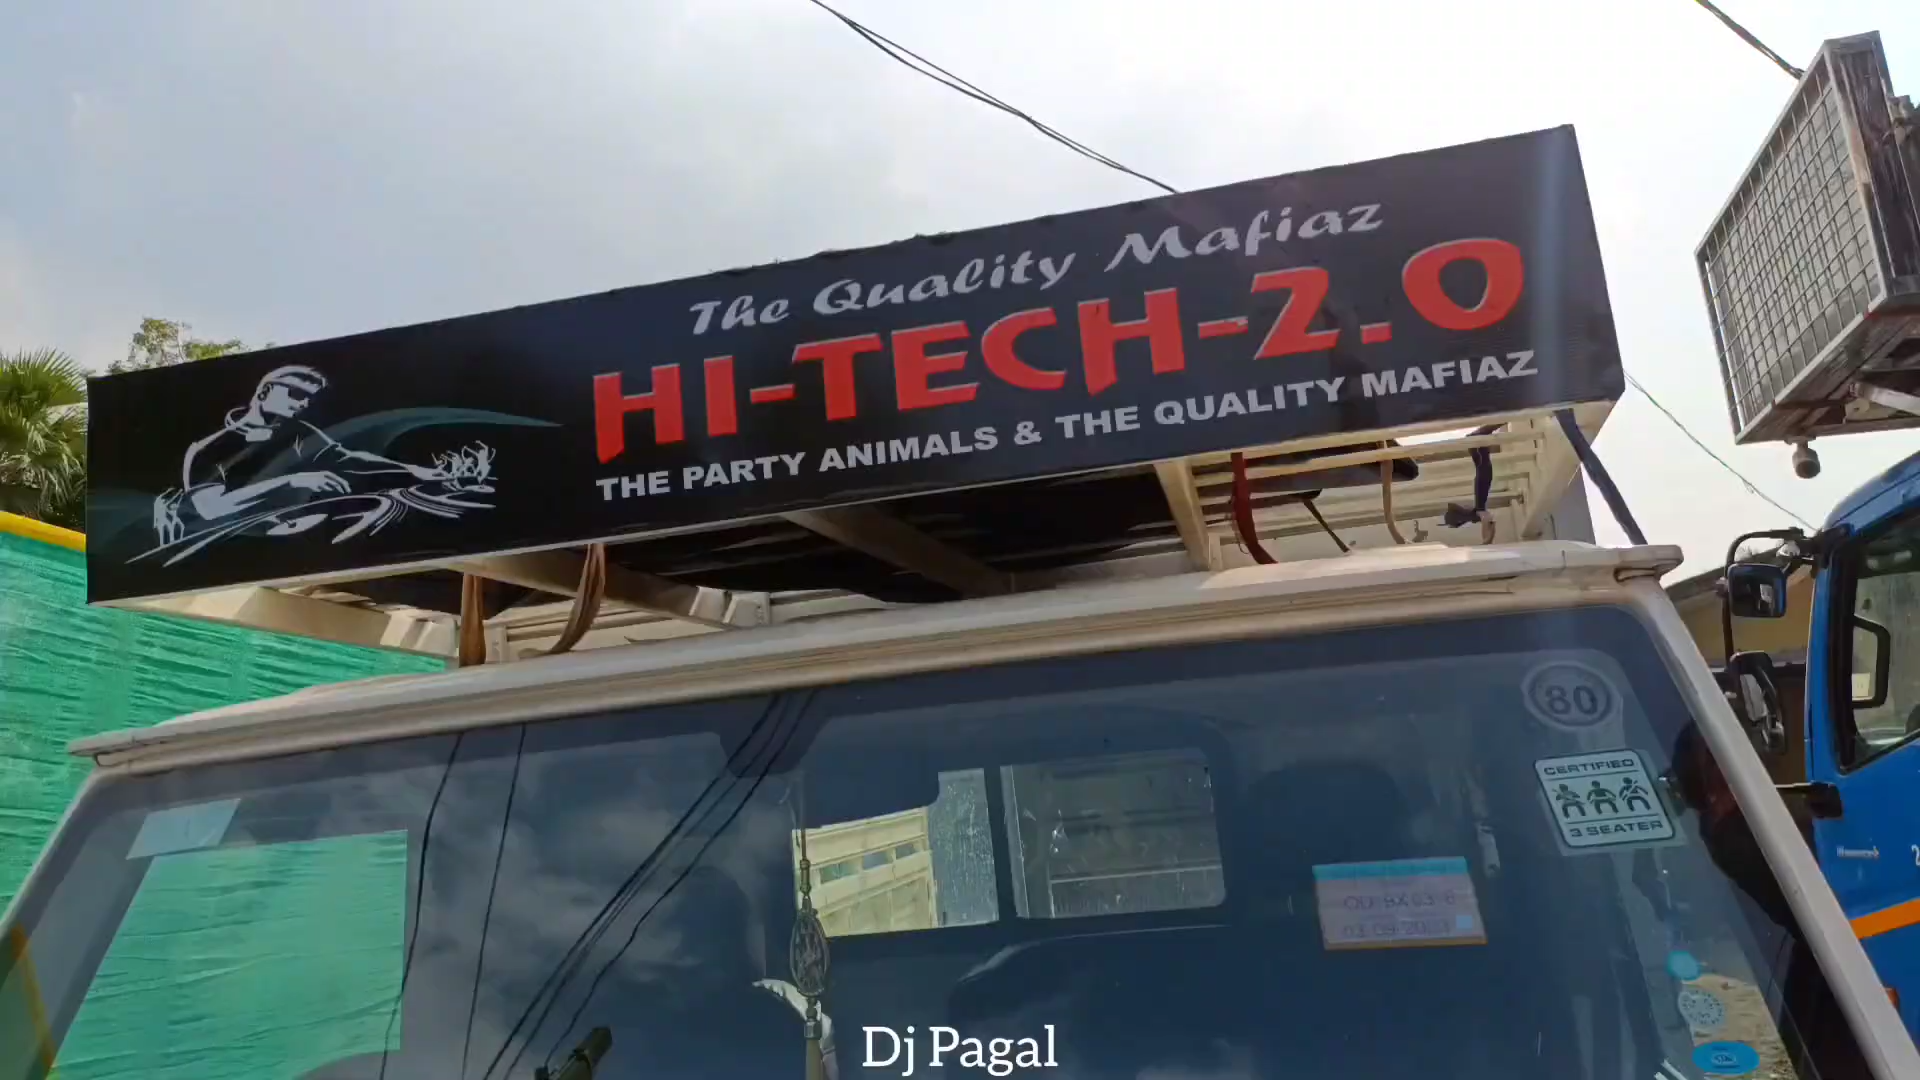 The Quality Mafiaz
HI-TECH-2.0
THE PARTY ANIMALS & THE QUALITY MAFIAZ
80
CERTIFIED
3 SEATER
Dj Pagal